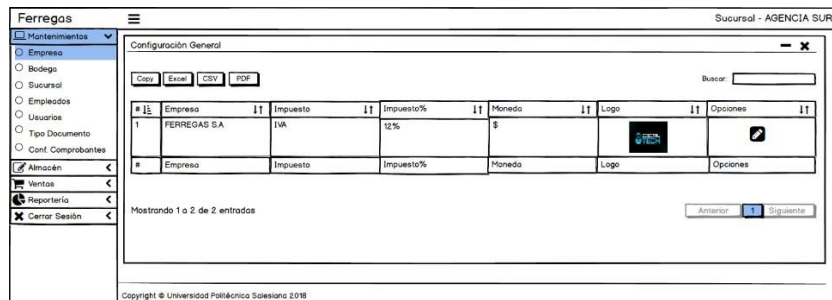 Ferregas
Sucursal - AGENCIA SUR
Mantenimientos
Empresa
Bodega
Sucursal
Empleados
Usuarios
Tipo Documento
Conf. Comprobantes
Almacén
Ventas
Reportería
Cerrar Sesión
Configuración General
Copy Excel CSV PDF
Buscar:
# Empresa Impuesto Impuesto% Moneda Logo Opciones
1 FERREGAS S.A IVA 12% $
TECH
# Empresa Impuesto Impuesto% Moneda Logo Opciones
Mostrando 1 a 2 de 2 entradas
Anterior 1 Siguiente
Copyright © Universidad Politécnica Salesiana 2018